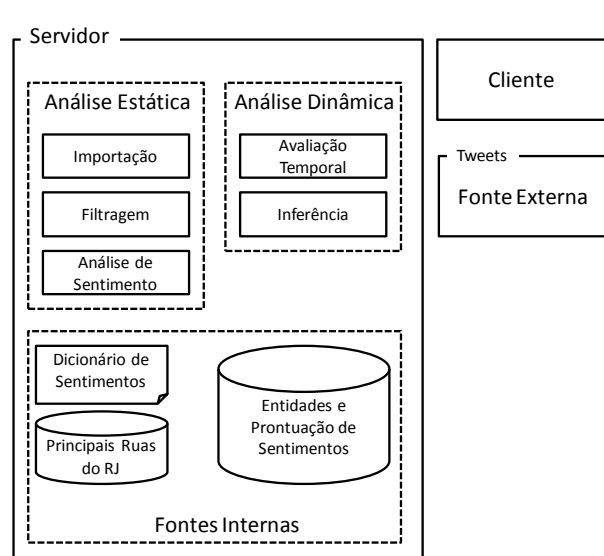 Servidor
Análise Estática
Importação
Filtragem
Análise de
Sentimento
Análise Dinâmica
Avaliação
Temporal
Inferência
Cliente
Tweets
Fonte Externa
Dicionário de
Sentimentos
Principais Ruas
do RJ
Entidades e
Prontuação de
Sentimentos
Fontes Internas